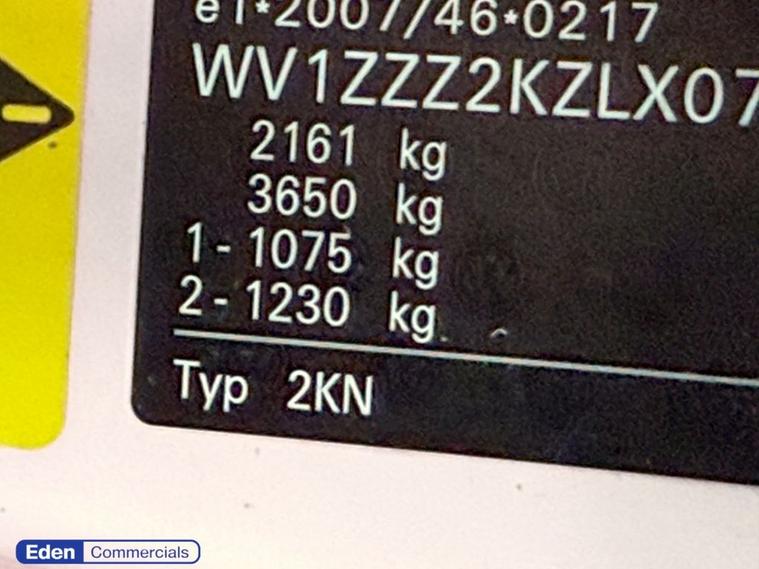 e1*2007/46*0217
WV1ZZZ2KZLX07
2161 kg
3650 kg
1 - 1075 kg
2 - 1230 kg
Typ 2KN
Eden Commercials